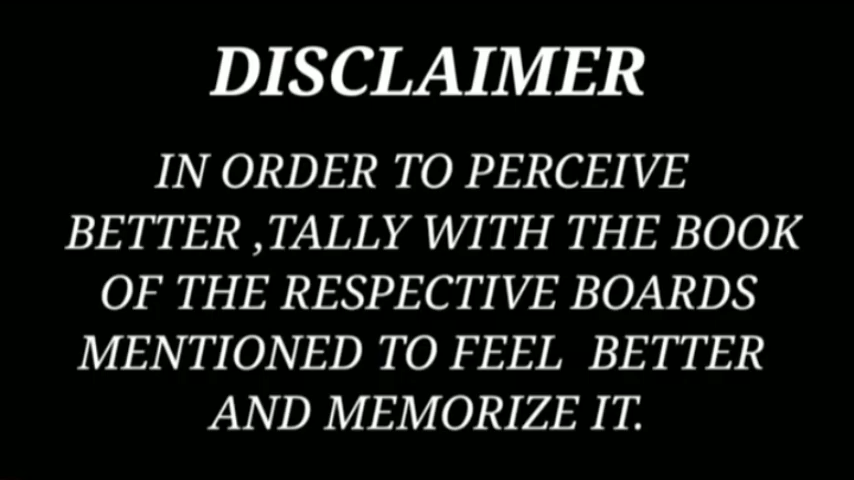 DISCLAIMER
IN ORDER TO PERCEIVE
BETTER ,TALLY WITH THE BOOK
OF THE RESPECTIVE BOARDS
MENTIONED TO FEEL BETTER
AND MEMORIZE IT.